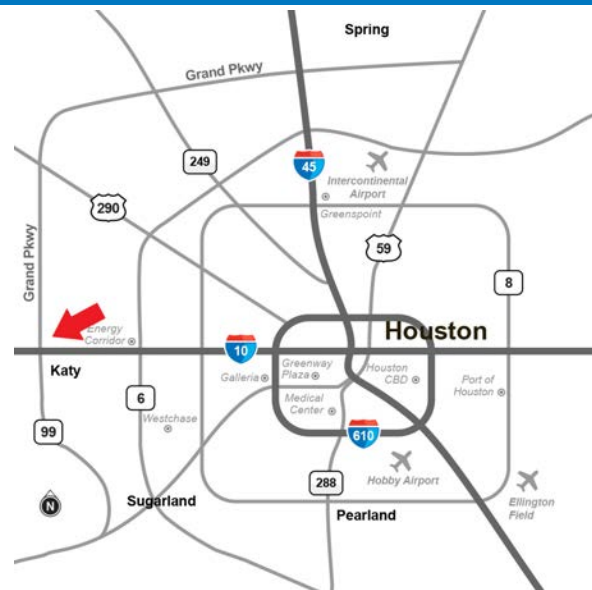 Spring
Grand Pkwy
249
45
Intercontinental
Airport
290
Greenspoint
59
Grand Pkwy
8
Energy
Corridor
Houston
10
Katy
Galleria
Greenway
Plaza
Houston
CBD
Port of
Houston
6
Medical
Center
Westchase
99
610
288
Hobby Airport
N
Sugarland
Pearland
Ellington
Field